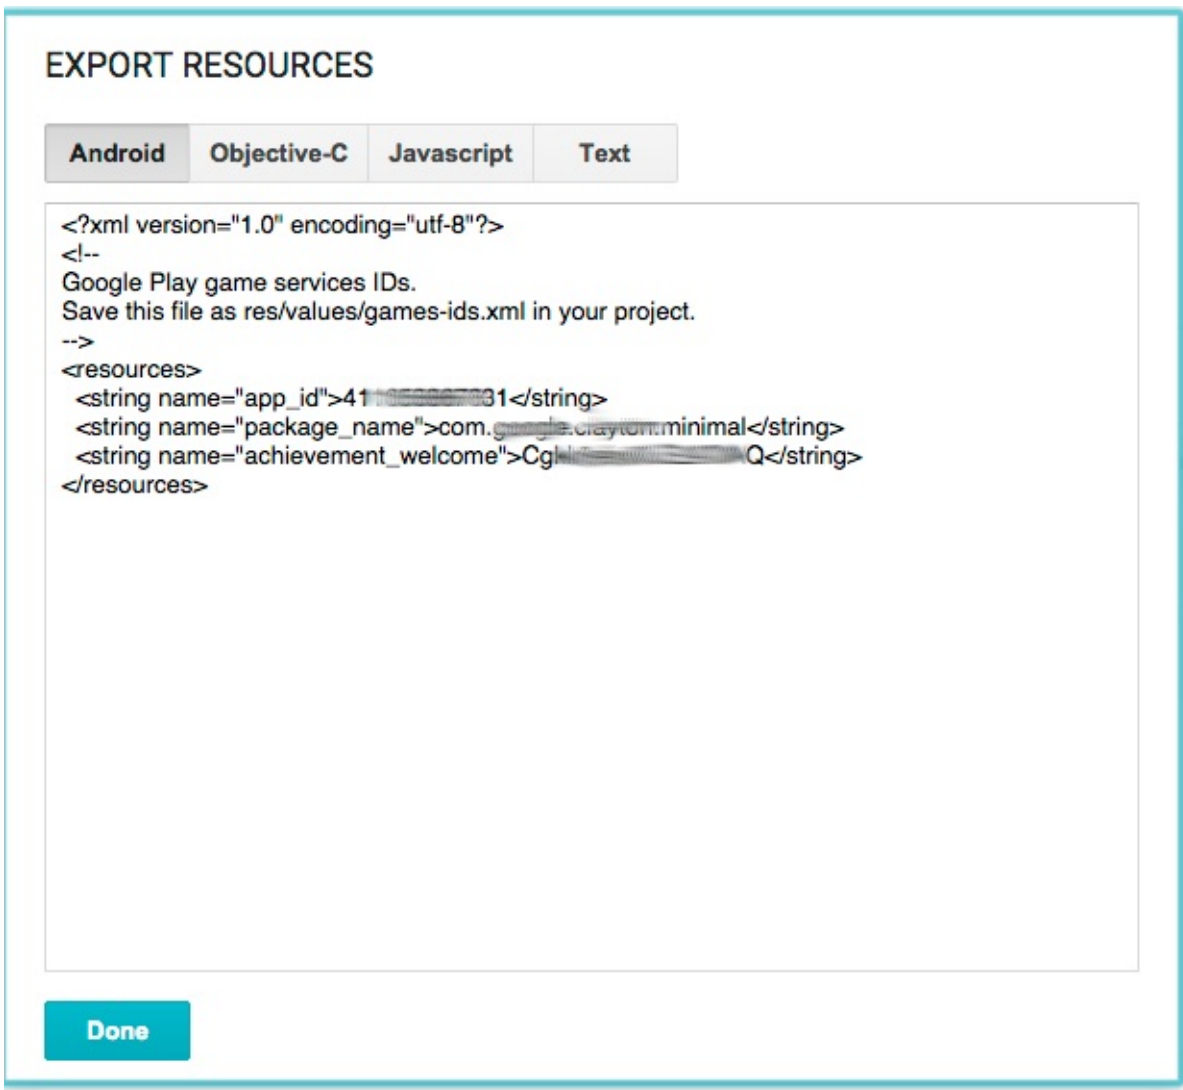 EXPORT RESOURCES
Android Objective-C Javascript Text
<?xml version="1.0" encoding="utf-8"?>
<!--
Google Play game services IDs.
Save this file as res/values/games-ids.xml in your project.
-->
<resources>
<string name="app_id">41 31</string>
<string name="package_name">com. minimal</string>
<string name="achievement_welcome">Cg Q</string>
</resources>
Done